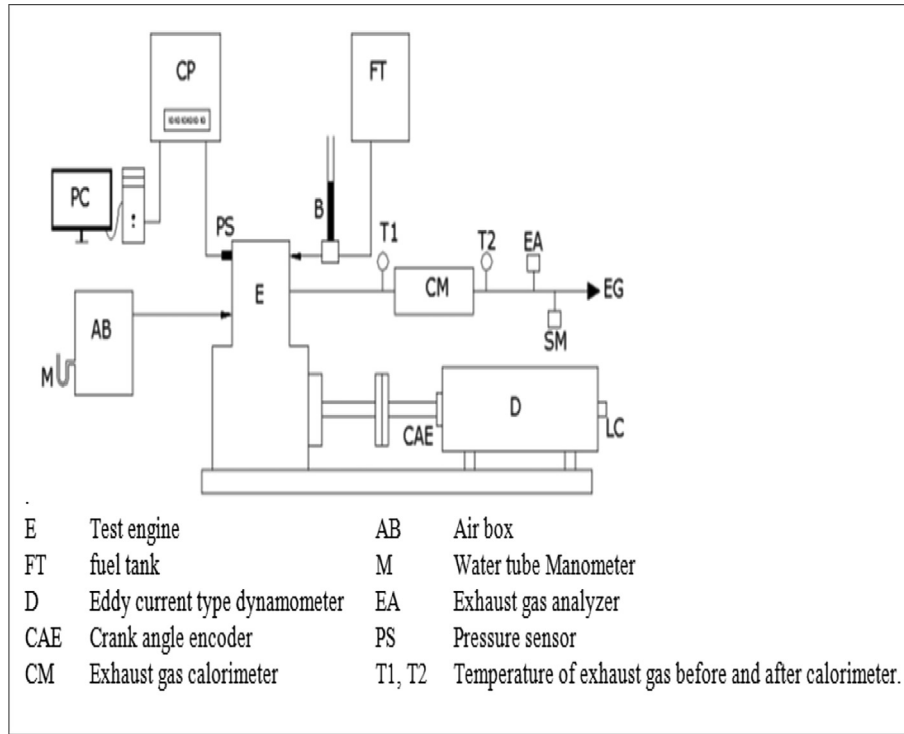 CP
FT
PC
PS
B
T1
T2
EA
E
CM
EG
AB
SM
M
D
CAE
LC
.
E Test engine AB Air box
FT fuel tank M Water tube Manometer
D Eddy current type dynamometer EA Exhaust gas analyzer
CAE Crank angle encoder PS Pressure sensor
CM Exhaust gas calorimeter T1, T2 Temperature of exhaust gas before and after calorimeter.